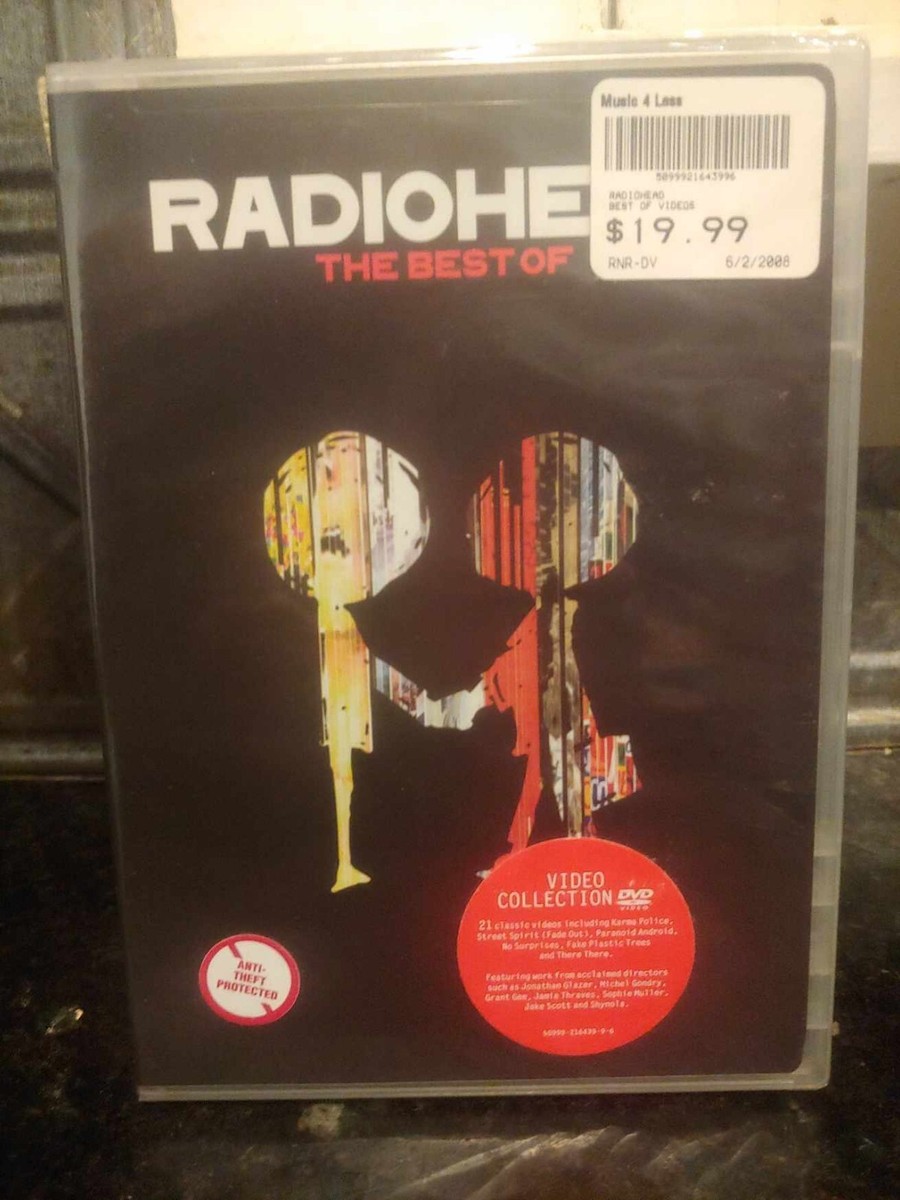 Music 4 Less
5099921643996
RADIOHEAD
BEST OF VIDEOS
$19.99
RNR-DV 6/2/2008
RADIOHE
THE BEST OF
VIDEO
COLLECTION DVD
VIDEO
21 classic videos including Karma Police,
Street Spirit (Fade Out), Paranoid Android,
No Surprises, Fake Plastic Trees
and There There.
Featuring work from acclaimed directors
such as Jonathan Glazer, Michel Gondry,
Grant Gee, Jamie Thraves, Sophie Muller,
Jake Scott and Shynola.
ANTI-
THEFT
PROTECTED